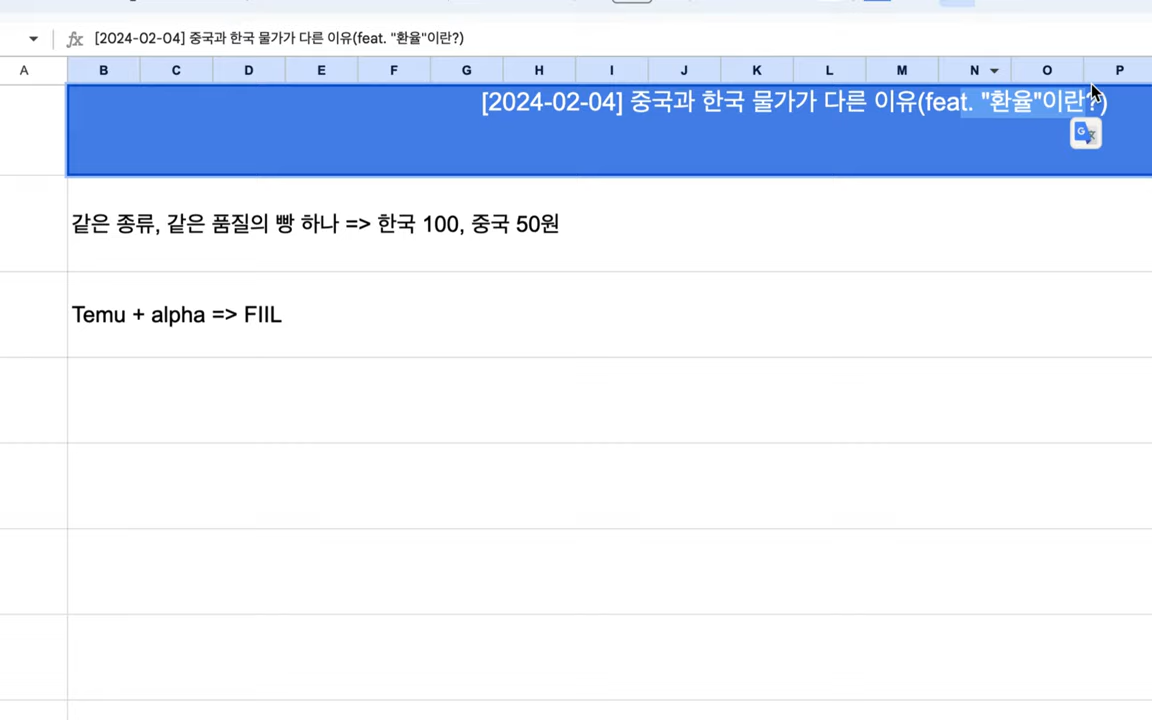 fx [2024-02-04] 중국과 한국 물가가 다른 이유(feat. "환율"이란?)
A B C D E F G H I J K L M N O P
[2024-02-04] 중국과 한국 물가가 다른 이유(feat. "환율"이란?)
같은 종류, 같은 품질의 빵 하나 => 한국 100, 중국 50원
Temu + alpha => FIIL